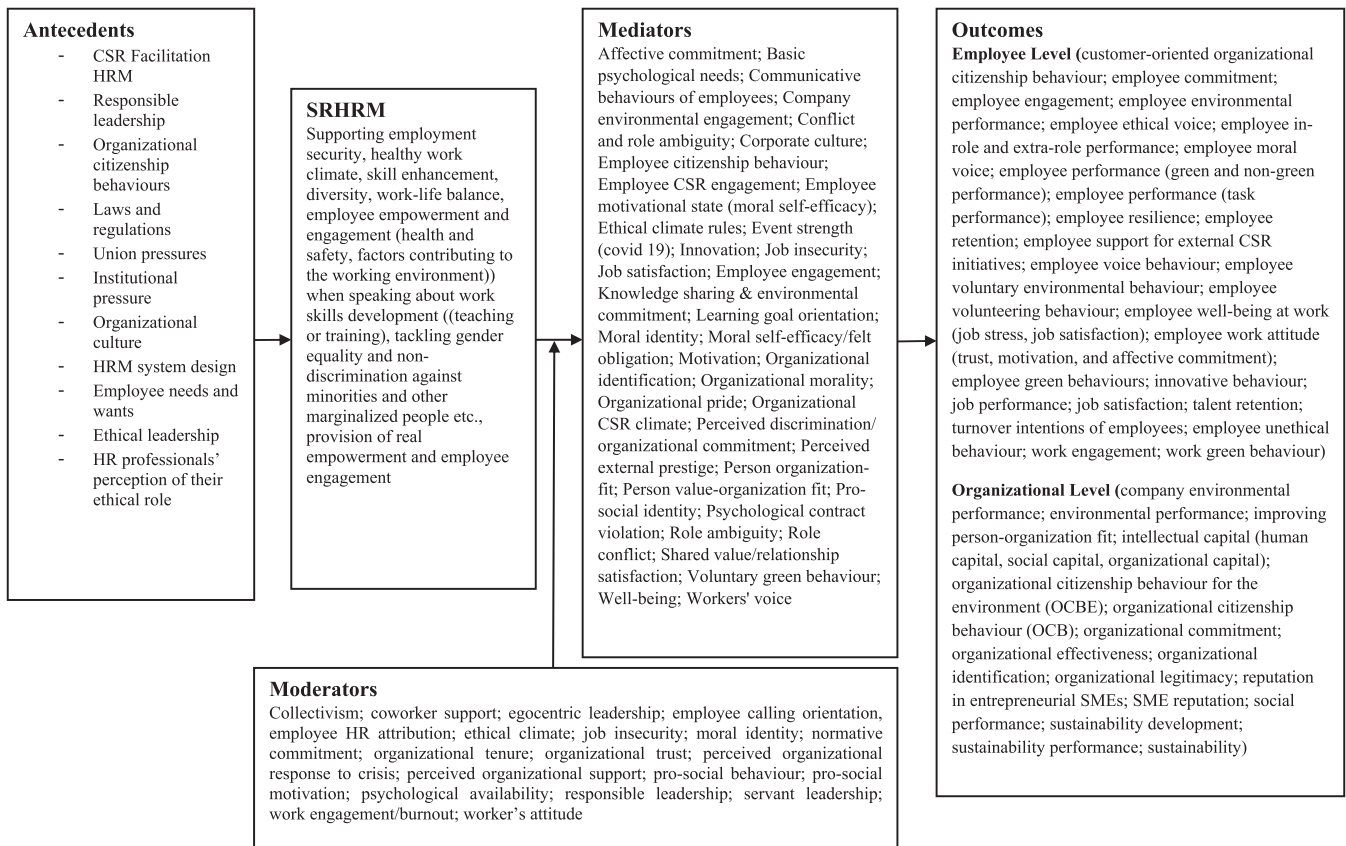 Antecedents
- CSR Facilitation
HRM
- Responsible
leadership
- Organizational
citizenship
behaviours
- Laws and
regulations
- Union pressures
- Institutional
pressure
- Organizational
culture
- HRM system design
- Employee needs and
wants
- Ethical leadership
- HR professionals’
perception of their
ethical role
SRHRM
Supporting employment
security, healthy work
climate, skill enhancement,
diversity, work-life balance,
employee empowerment and
engagement (health and
safety, factors contributing to
the working environment))
when speaking about work
skills development ((teaching
or training), tackling gender
equality and non-
discrimination against
minorities and other
marginalized people etc.,
provision of real
empowerment and employee
engagement
Mediators
Affective commitment; Basic
psychological needs; Communicative
behaviours of employees; Company
environmental engagement; Conflict
and role ambiguity; Corporate culture;
Employee citizenship behaviour;
Employee CSR engagement; Employee
motivational state (moral self-efficacy);
Ethical climate rules; Event strength
(covid 19); Innovation; Job insecurity;
Job satisfaction; Employee engagement;
Knowledge sharing & environmental
commitment; Learning goal orientation;
Moral identity; Moral self-efficacy/felt
obligation; Motivation; Organizational
identification; Organizational morality;
Organizational pride; Organizational
CSR climate; Perceived discrimination/
organizational commitment; Perceived
external prestige; Person organization-
fit; Person value-organization fit; Pro-
social identity; Psychological contract
violation; Role ambiguity; Role
conflict; Shared value/relationship
satisfaction; Voluntary green behaviour;
Well-being; Workers' voice
Moderators
Collectivism; coworker support; egocentric leadership; employee calling orientation,
employee HR attribution; ethical climate; job insecurity; moral identity; normative
commitment; organizational tenure; organizational trust; perceived organizational
response to crisis; perceived organizational support; pro-social behaviour; pro-social
motivation; psychological availability; responsible leadership; servant leadership;
work engagement/burnout; worker’s attitude
Outcomes
Employee Level (customer-oriented organizational
citizenship behaviour; employee commitment;
employee engagement; employee environmental
performance; employee ethical voice; employee in-
role and extra-role performance; employee moral
voice; employee performance (green and non-green
performance); employee performance (task
performance); employee resilience; employee
retention; employee support for external CSR
initiatives; employee voice behaviour; employee
voluntary environmental behaviour; employee
volunteering behaviour; employee well-being at work
(job stress, job satisfaction); employee work attitude
(trust, motivation, and affective commitment);
employee green behaviours; innovative behaviour;
job performance; job satisfaction; talent retention;
turnover intentions of employees; employee unethical
behaviour; work engagement; work green behaviour)
Organizational Level (company environmental
performance; environmental performance; improving
person-organization fit; intellectual capital (human
capital, social capital, organizational capital);
organizational citizenship behaviour for the
environment (OCBE); organizational citizenship
behaviour (OCB); organizational commitment;
organizational effectiveness; organizational
identification; organizational legitimacy; reputation
in entrepreneurial SMEs; SME reputation; social
performance; sustainability development;
sustainability performance; sustainability)